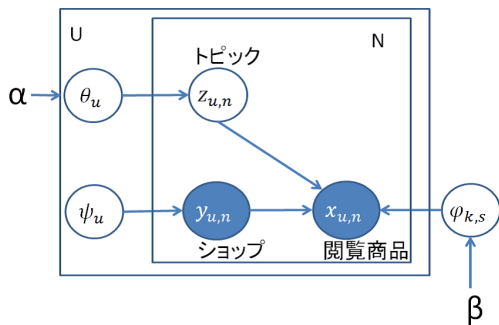 U
N
トピック
α
θ_u
z_{u,n}
ψ_u
y_{u,n}
x_{u,n}
φ_{k,s}
ショップ
閲覧商品
β